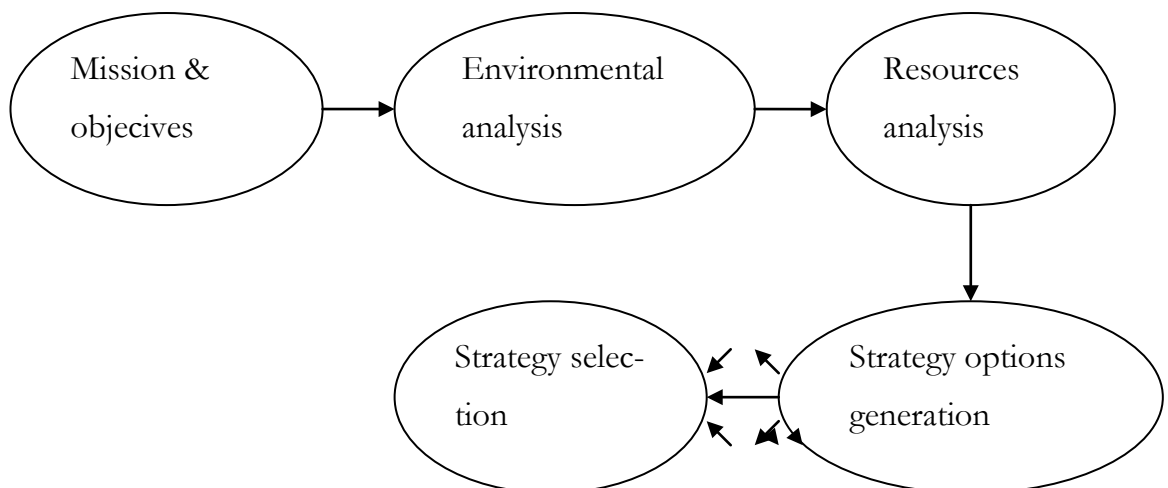 Mission &
objecives
Environmental
analysis
Resources
analysis
Strategy selec-
tion
Strategy options
generation